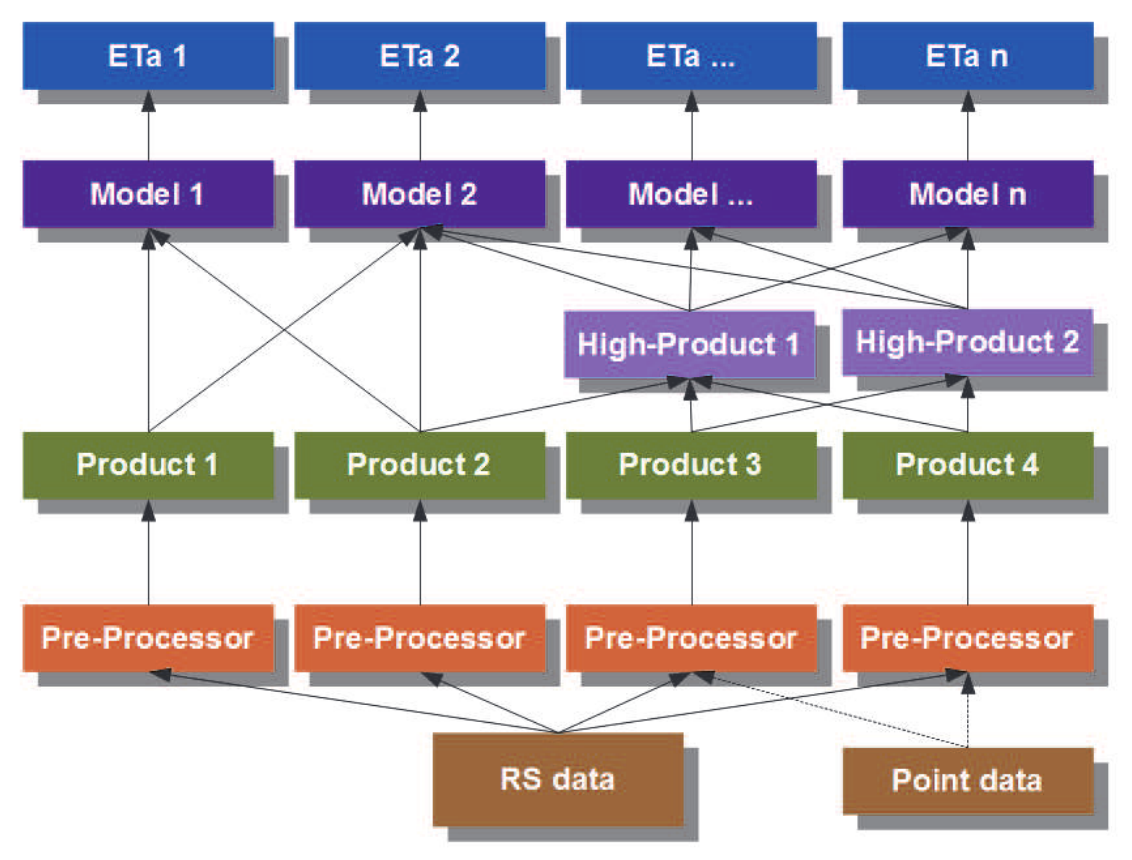 ETa 1
ETa 2
ETa ...
ETa n
Model 1
Model 2
Model ...
Model n
High-Product 1
High-Product 2
Product 1
Product 2
Product 3
Product 4
Pre-Processor
Pre-Processor
Pre-Processor
Pre-Processor
RS data
Point data